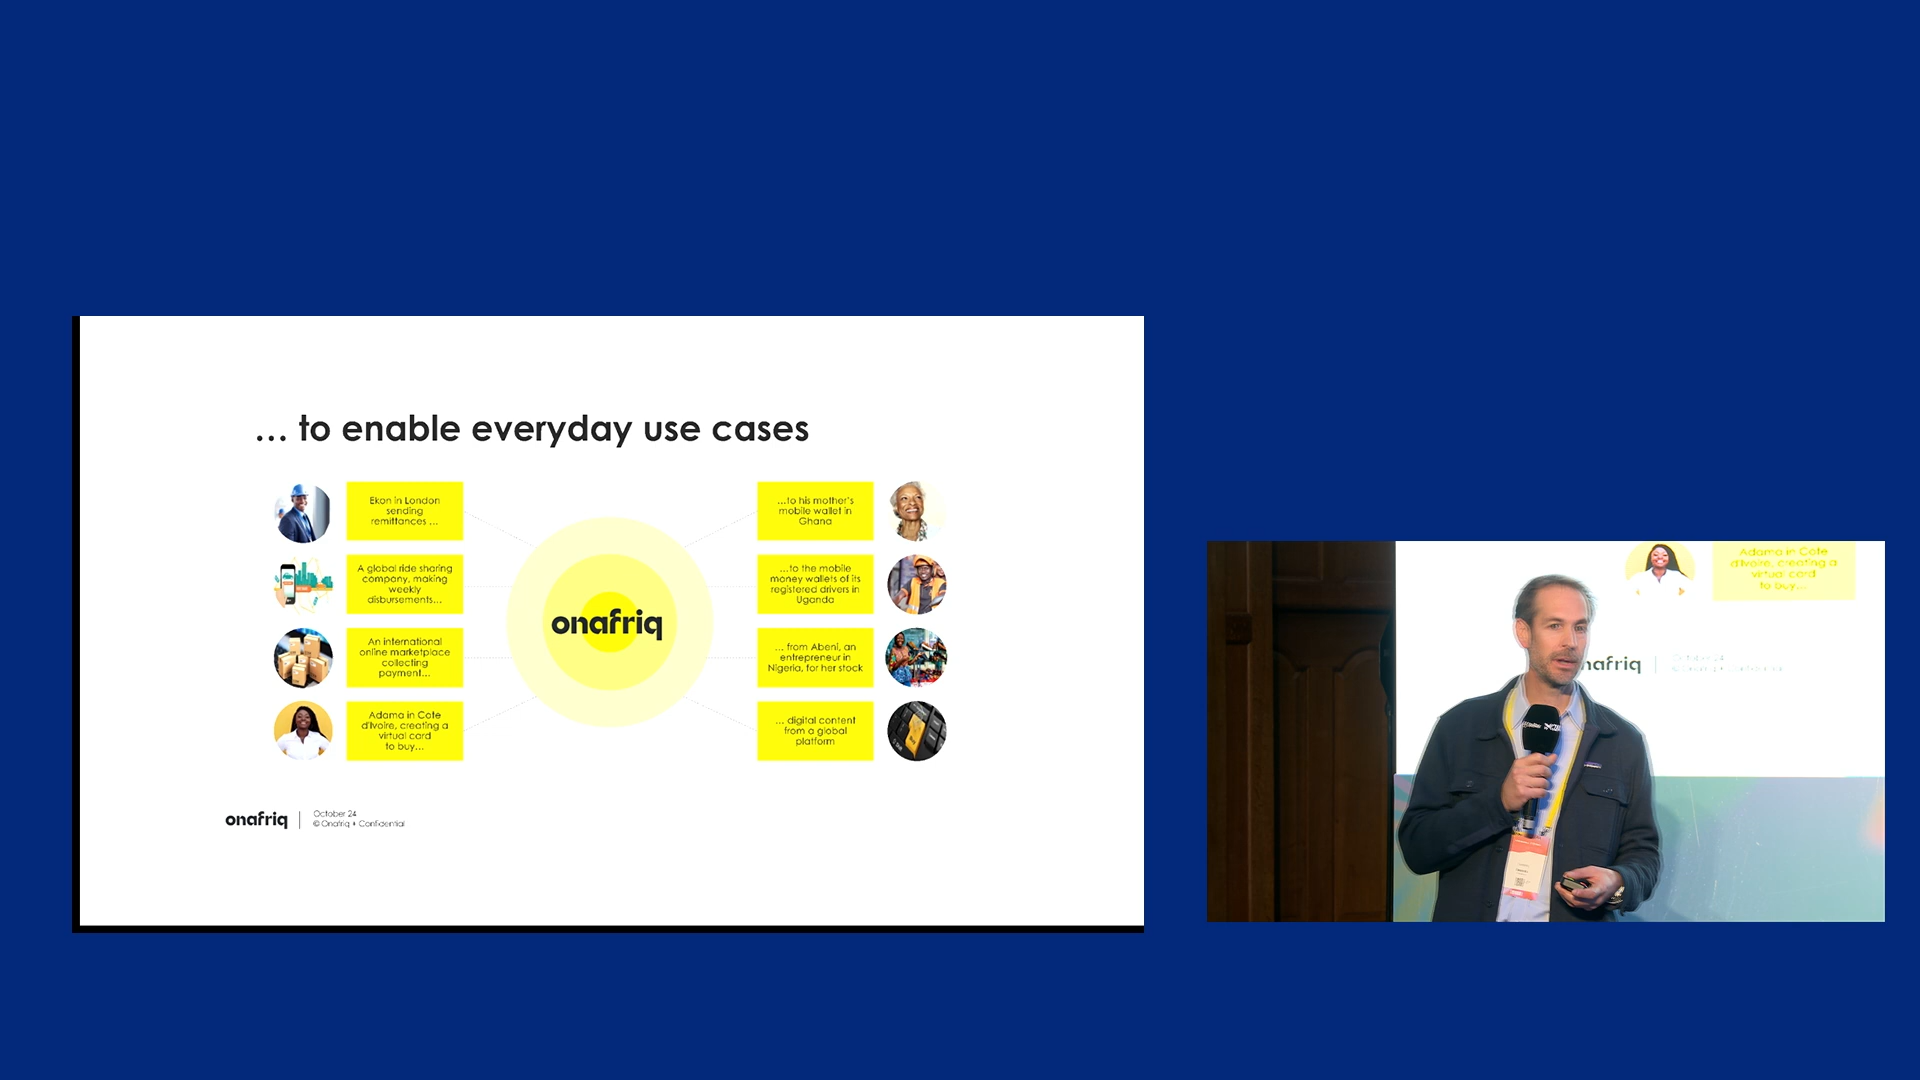 ... to enable everyday use cases
Ekon in London
sending
remittances ...
...to his mother's
mobile wallet in
Ghana
A global ride sharing
company, making
weekly
disbursements...
...to the mobile
money wallets of its
registered drivers in
Uganda
An international
online marketplace
collecting
payment...
... from Abeni, an
entrepreneur in
Nigeria, for her stock
Adama in Cote
d'Ivoire, creating a
virtual card
to buy...
... digital content
from a global
platform
onafriq
onafriq
October 24
© Onafriq • Confidential
Adama in Cote
d'Ivoire, creating a
virtual card
to buy...
nafriq
October 24